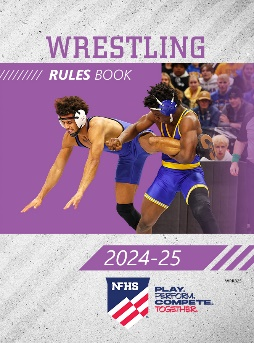 WRESTLING
RULES BOOK
2024-25
NFHS
PLAY.
PERFORM.
COMPETE.
TOGETHER.